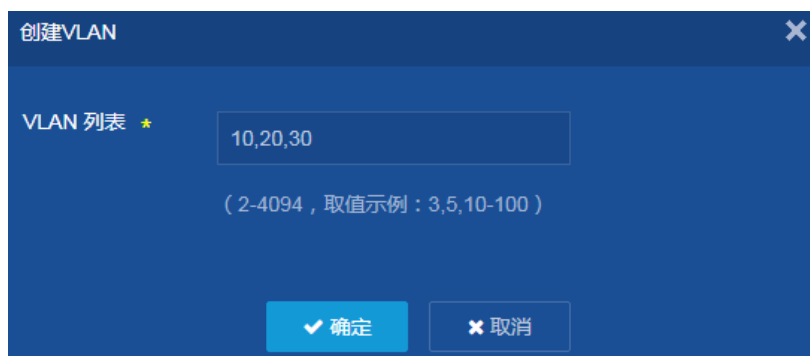 创建VLAN
VLAN 列表 *
10,20,30
（2-4094，取值示例：3,5,10-100）
确定
取消